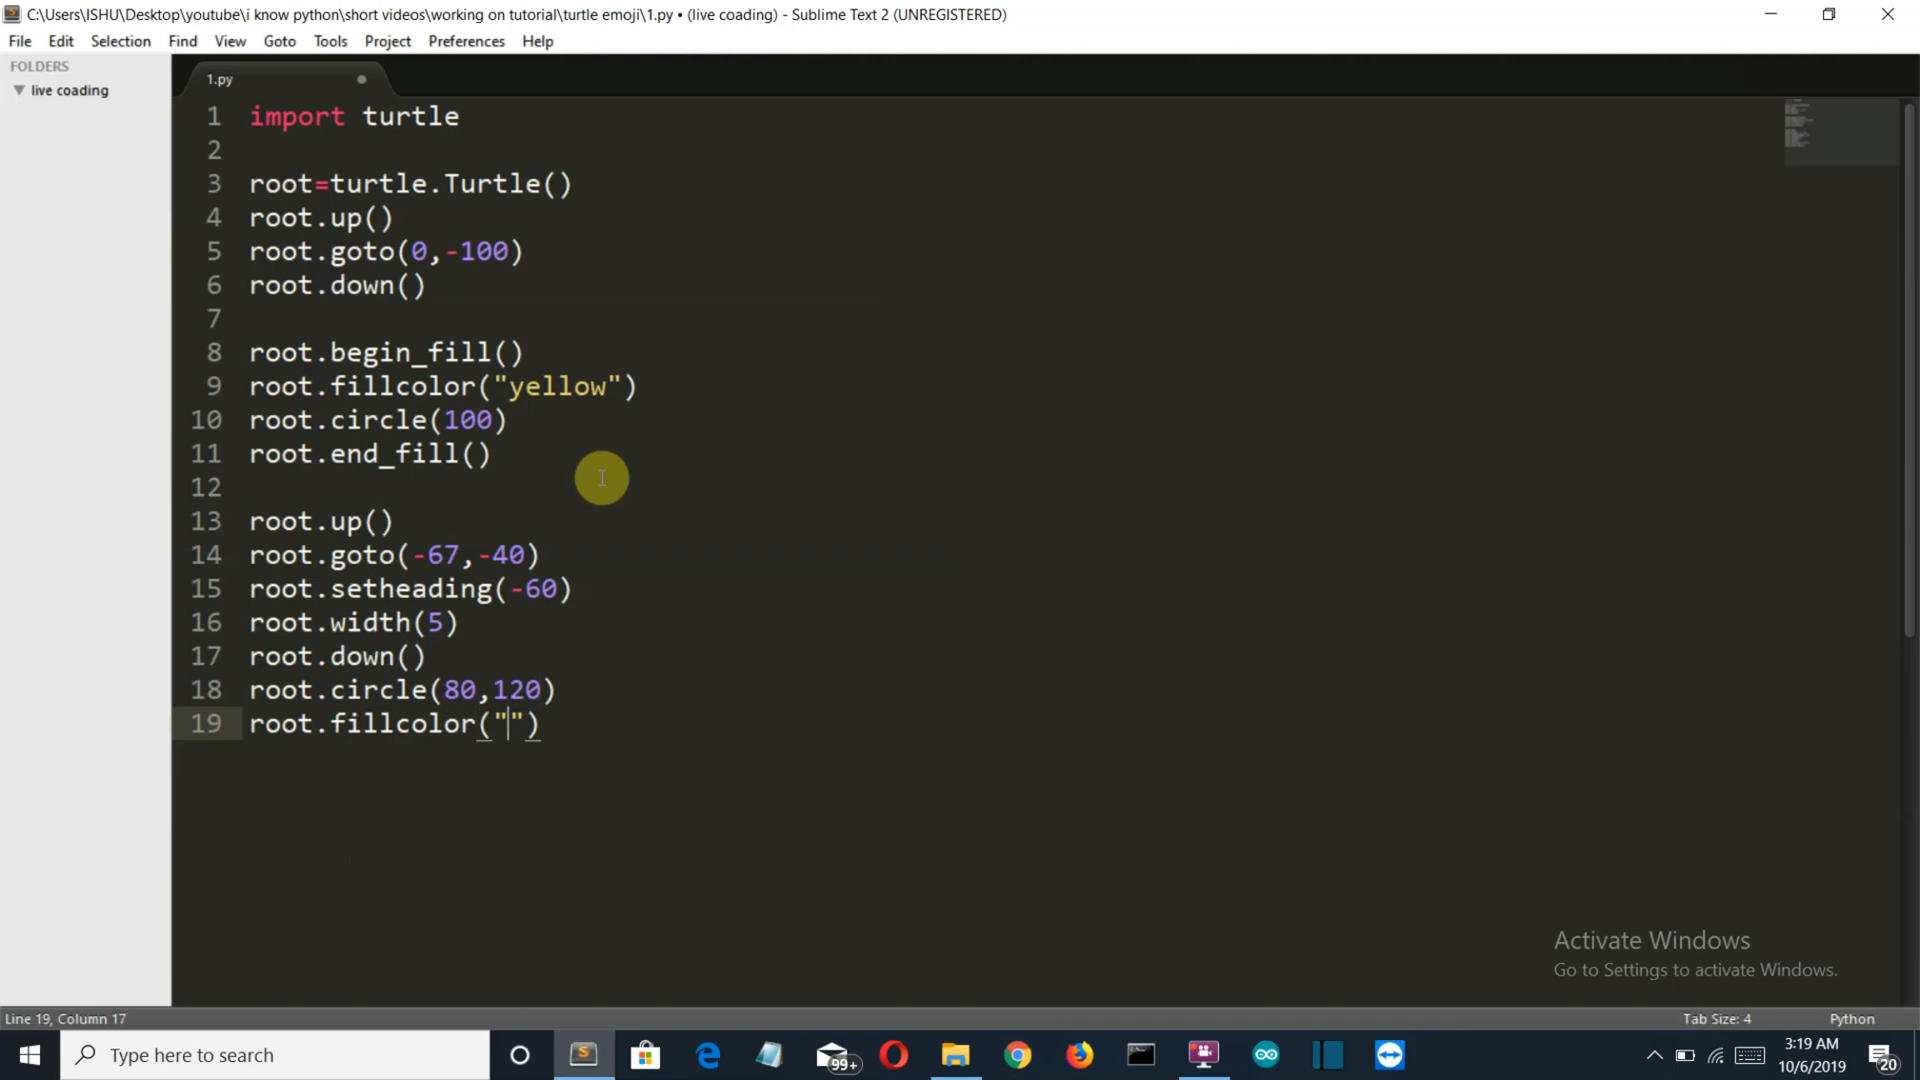 C:\Users\ISHU\Desktop\youtube\i know python\short videos\working on tutorial\turtle emoji\1.py • (live coading) - Sublime Text 2 (UNREGISTERED)
File Edit Selection Find View Goto Tools Project Preferences Help
FOLDERS
live coading
1.py
1 import turtle
2
3 root=turtle.Turtle()
4 root.up()
5 root.goto(0,-100)
6 root.down()
7
8 root.begin_fill()
9 root.fillcolor("yellow")
10 root.circle(100)
11 root.end_fill()
12
13 root.up()
14 root.goto(-67,-40)
15 root.setheading(-60)
16 root.width(5)
17 root.down()
18 root.circle(80,120)
19 root.fillcolor("")
Activate Windows
Go to Settings to activate Windows.
Line 19, Column 17 Tab Size: 4 Python
Type here to search
99+
3:19 AM
10/6/2019
20